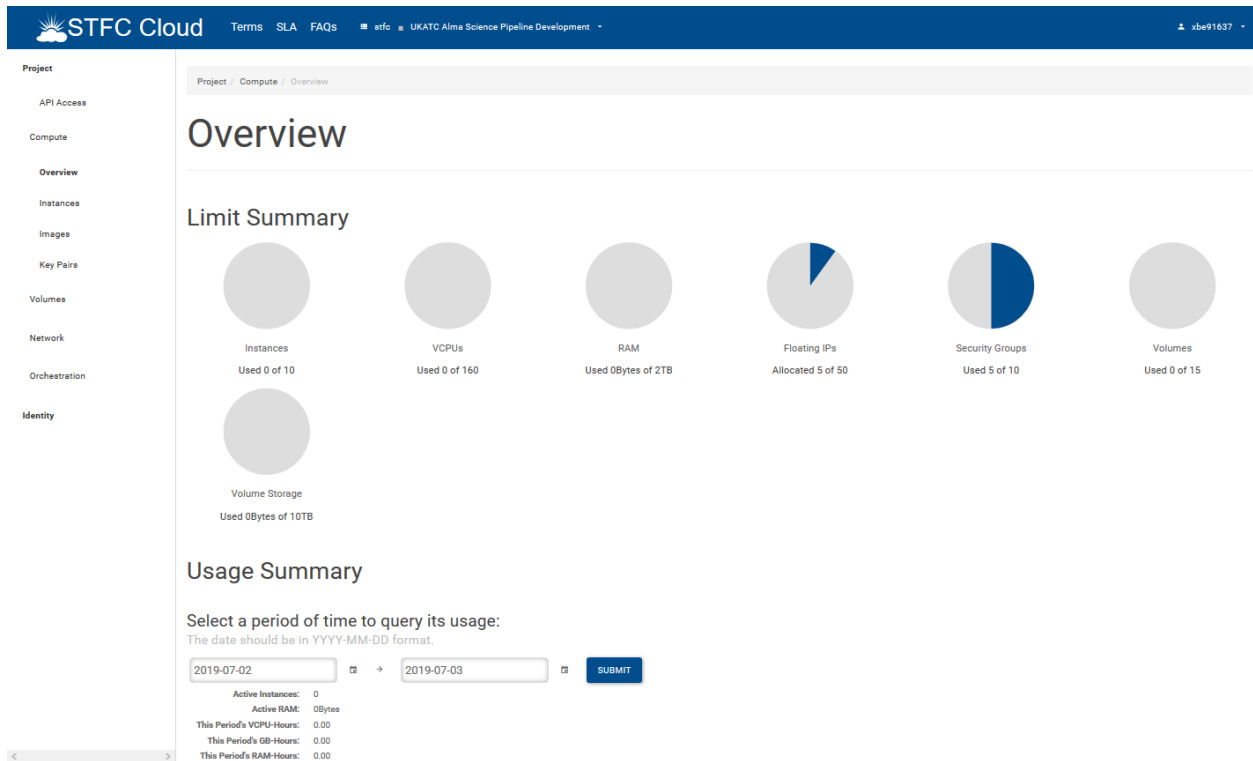 STFC Cloud Terms SLA FAQs stfc UKATC Alma Science Pipeline Development xbe91637
Project
API Access
Compute
Overview
Instances
Images
Key Pairs
Volumes
Network
Orchestration
Identity
Project / Compute / Overview
Overview
Limit Summary
Instances
Used 0 of 10
VCPUs
Used 0 of 160
RAM
Used 0Bytes of 2TB
Floating IPs
Allocated 5 of 50
Security Groups
Used 5 of 10
Volumes
Used 0 of 15
Volume Storage
Used 0Bytes of 10TB
Usage Summary
Select a period of time to query its usage:
The date should be in YYYY-MM-DD format.
2019-07-02 → 2019-07-03 SUBMIT
Active Instances: 0
Active RAM: 0Bytes
This Period's VCPU-Hours: 0.00
This Period's GB-Hours: 0.00
This Period's RAM-Hours: 0.00